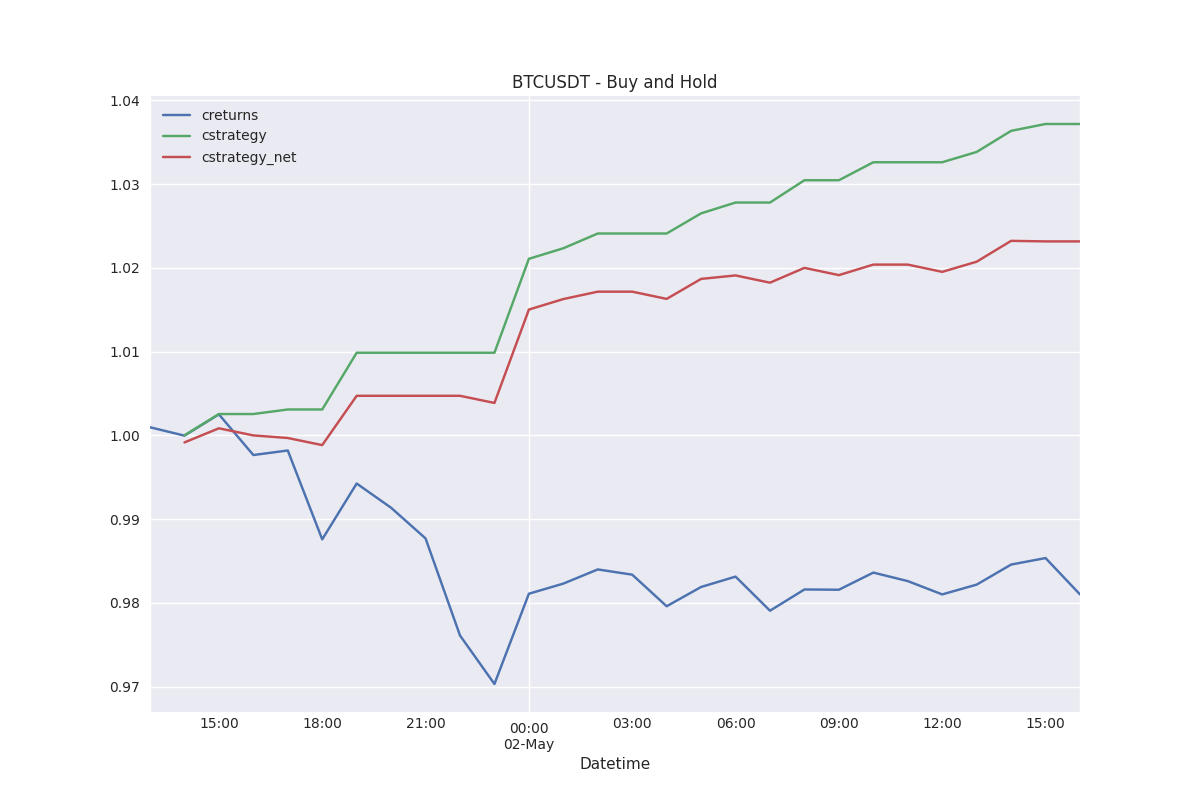 BTCUSDT - Buy and Hold
creturns
cstrategy
cstrategy_net
1.04
1.03
1.02
1.01
1.00
0.99
0.98
0.97
15:00 18:00 21:00 00:00 03:00 06:00 09:00 12:00 15:00
02-May
Datetime